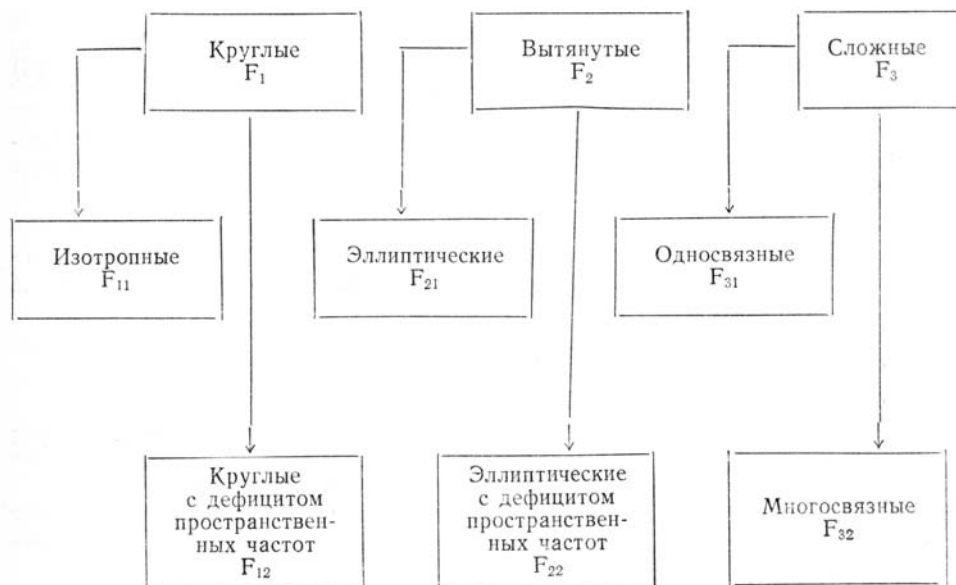 Круглые
F₁
Вытянутые
F₂
Сложные
F₃
Изотропные
F₁₁
Эллиптические
F₂₁
Односвязные
F₃₁
Круглые
с дефицитом
пространствен-
ных частот
F₁₂
Эллиптические
с дефицитом
пространствен-
ных частот
F₂₂
Многосвязные
F₃₂